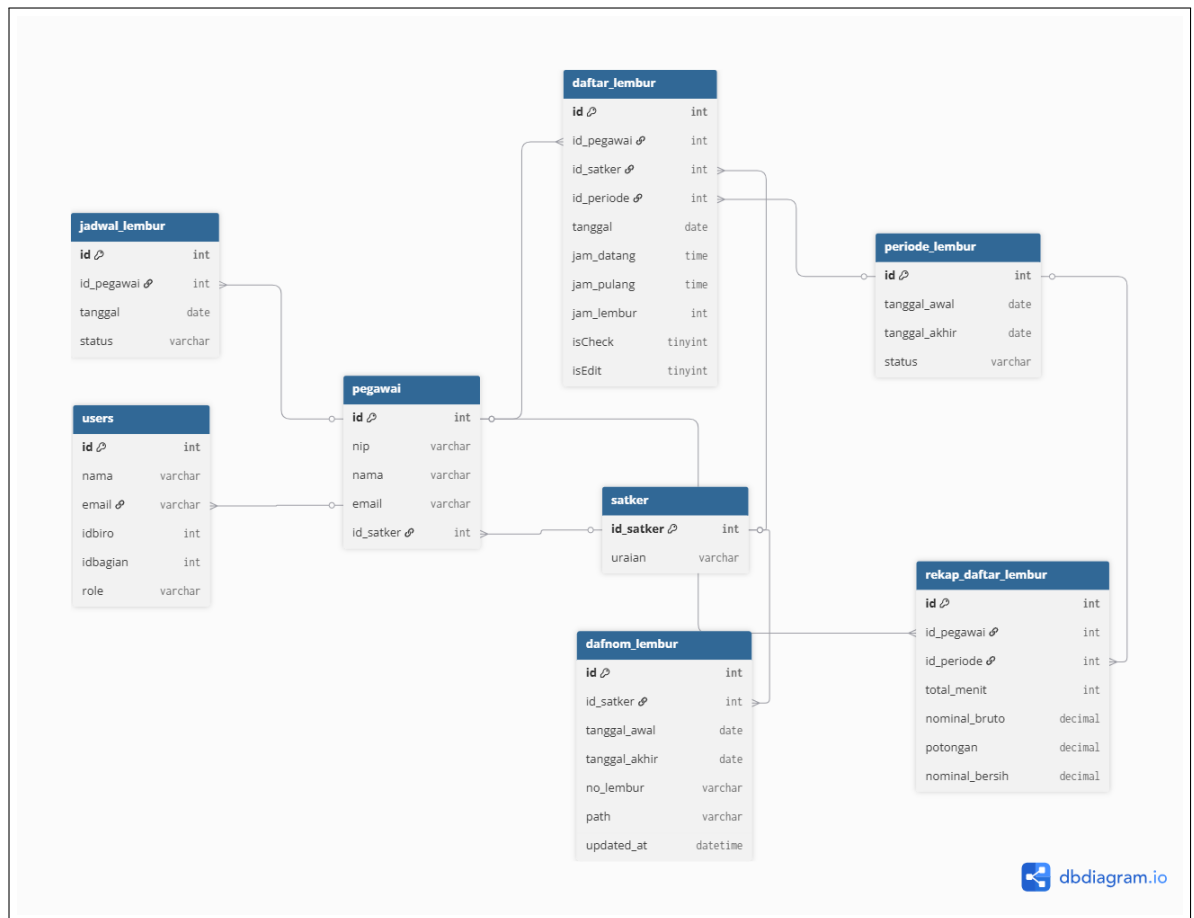 daftar_lembur
id int
id_pegawai int
id_satker int
id_periode int
tanggal date
jam_datang time
jam_pulang time
jam_lembur int
isCheck tinyint
isEdit tinyint
jadwal_lembur
id int
id_pegawai int
tanggal date
status varchar
periode_lembur
id int
tanggal_awal date
tanggal_akhir date
status varchar
pegawai
id int
nip varchar
nama varchar
email varchar
id_satker int
users
id int
nama varchar
email varchar
idbiro int
idbagian int
role varchar
satker
id_satker int
uraian varchar
rekap_daftar_lembur
id int
id_pegawai int
id_periode int
total_menit int
nominal_bruto decimal
potongan decimal
nominal_bersih decimal
dafnom_lembur
id int
id_satker int
tanggal_awal date
tanggal_akhir date
no_lembur varchar
path varchar
updated_at datetime
dbdiagram.io